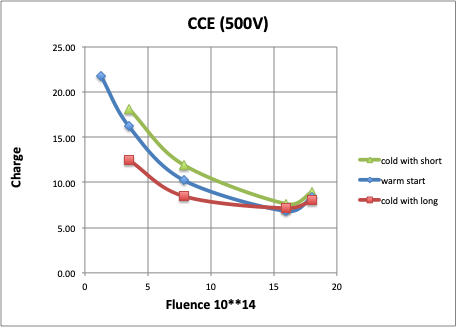 CCE (500V)
25.00
20.00
15.00
10.00
5.00
0.00
Charge
0 5 10 15 20
Fluence 10**14
cold with short
warm start
cold with long